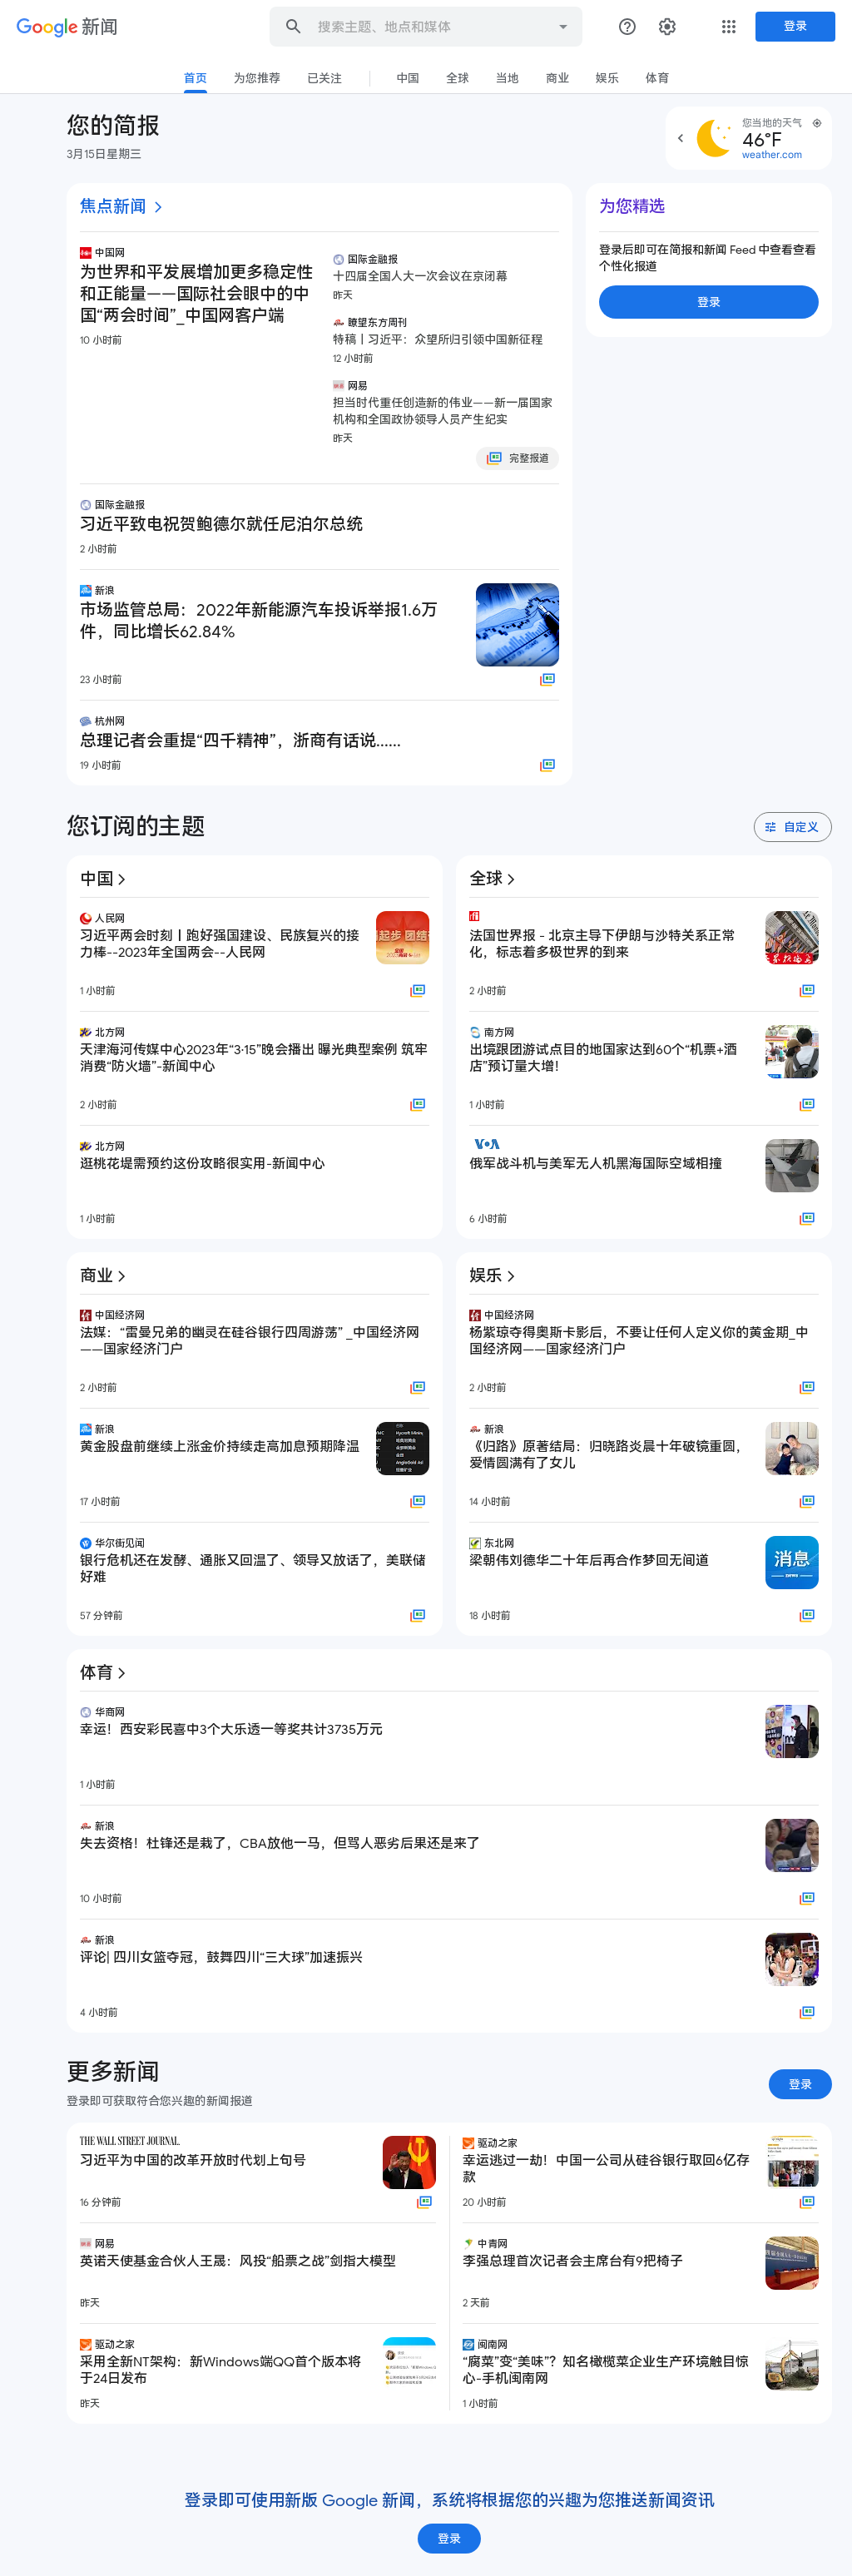 Google 新闻
搜索主题、地点和媒体
登录
首页
为您推荐
已关注
中国
全球
当地
商业
娱乐
体育
您的简报
3月15日星期三
您当地的天气
46°F
weather.com
焦点新闻
中国网
为世界和平发展增加更多稳定性
和正能量——国际社会眼中的中
国“两会时间”_中国网客户端
10 小时前
国际金融报
十四届全国人大一次会议在京闭幕
昨天
瞭望东方周刊
特稿丨习近平：众望所归引领中国新征程
12 小时前
网易
担当时代重任创造新的伟业——新一届国家
机构和全国政协领导人员产生纪实
昨天
完整报道
国际金融报
习近平致电祝贺鲍德尔就任尼泊尔总统
2 小时前
新浪
市场监管总局：2022年新能源汽车投诉举报1.6万
件，同比增长62.84%
23 小时前
杭州网
总理记者会重提“四千精神”，浙商有话说......
19 小时前
为您精选
登录后即可在简报和新闻 Feed 中查看查看
个性化报道
登录
您订阅的主题
自定义
中国
人民网
习近平两会时刻丨跑好强国建设、民族复兴的接
力棒--2023年全国两会--人民网
1 小时前
北方网
天津海河传媒中心2023年“3·15”晚会播出 曝光典型案例 筑牢
消费“防火墙”-新闻中心
2 小时前
北方网
逛桃花堤需预约这份攻略很实用-新闻中心
1 小时前
全球
法国世界报 - 北京主导下伊朗与沙特关系正常
化，标志着多极世界的到来
2 小时前
南方网
出境跟团游试点目的地国家达到60个“机票+酒
店”预订量大增！
1 小时前
VOA
俄军战斗机与美军无人机黑海国际空域相撞
6 小时前
商业
中国经济网
法媒：“雷曼兄弟的幽灵在硅谷银行四周游荡” _中国经济网
——国家经济门户
2 小时前
新浪
黄金股盘前继续上涨金价持续走高加息预期降温
17 小时前
华尔街见闻
银行危机还在发酵、通胀又回温了、领导又放话了，美联储
好难
57 分钟前
娱乐
中国经济网
杨紫琼夺得奥斯卡影后，不要让任何人定义你的黄金期_中
国经济网——国家经济门户
2 小时前
新浪
《归路》原著结局：归晓路炎晨十年破镜重圆，
爱情圆满有了女儿
14 小时前
东北网
梁朝伟刘德华二十年后再合作梦回无间道
消息
18 小时前
体育
华商网
幸运！西安彩民喜中3个大乐透一等奖共计3735万元
1 小时前
新浪
失去资格！杜锋还是栽了，CBA放他一马，但骂人恶劣后果还是来了
10 小时前
新浪
评论| 四川女篮夺冠，鼓舞四川“三大球”加速振兴
4 小时前
更多新闻
登录即可获取符合您兴趣的新闻报道
登录
THE WALL STREET JOURNAL.
习近平为中国的改革开放时代划上句号
16 分钟前
网易
英诺天使基金合伙人王晟：风投“船票之战”剑指大模型
昨天
驱动之家
采用全新NT架构：新Windows端QQ首个版本将
于24日发布
昨天
驱动之家
幸运逃过一劫！中国一公司从硅谷银行取回6亿存
款
20 小时前
中青网
李强总理首次记者会主席台有9把椅子
2 天前
闽南网
“腐菜”变“美味”？知名橄榄菜企业生产环境触目惊
心-手机闽南网
1 小时前
登录即可使用新版 Google 新闻，系统将根据您的兴趣为您推送新闻资讯
登录